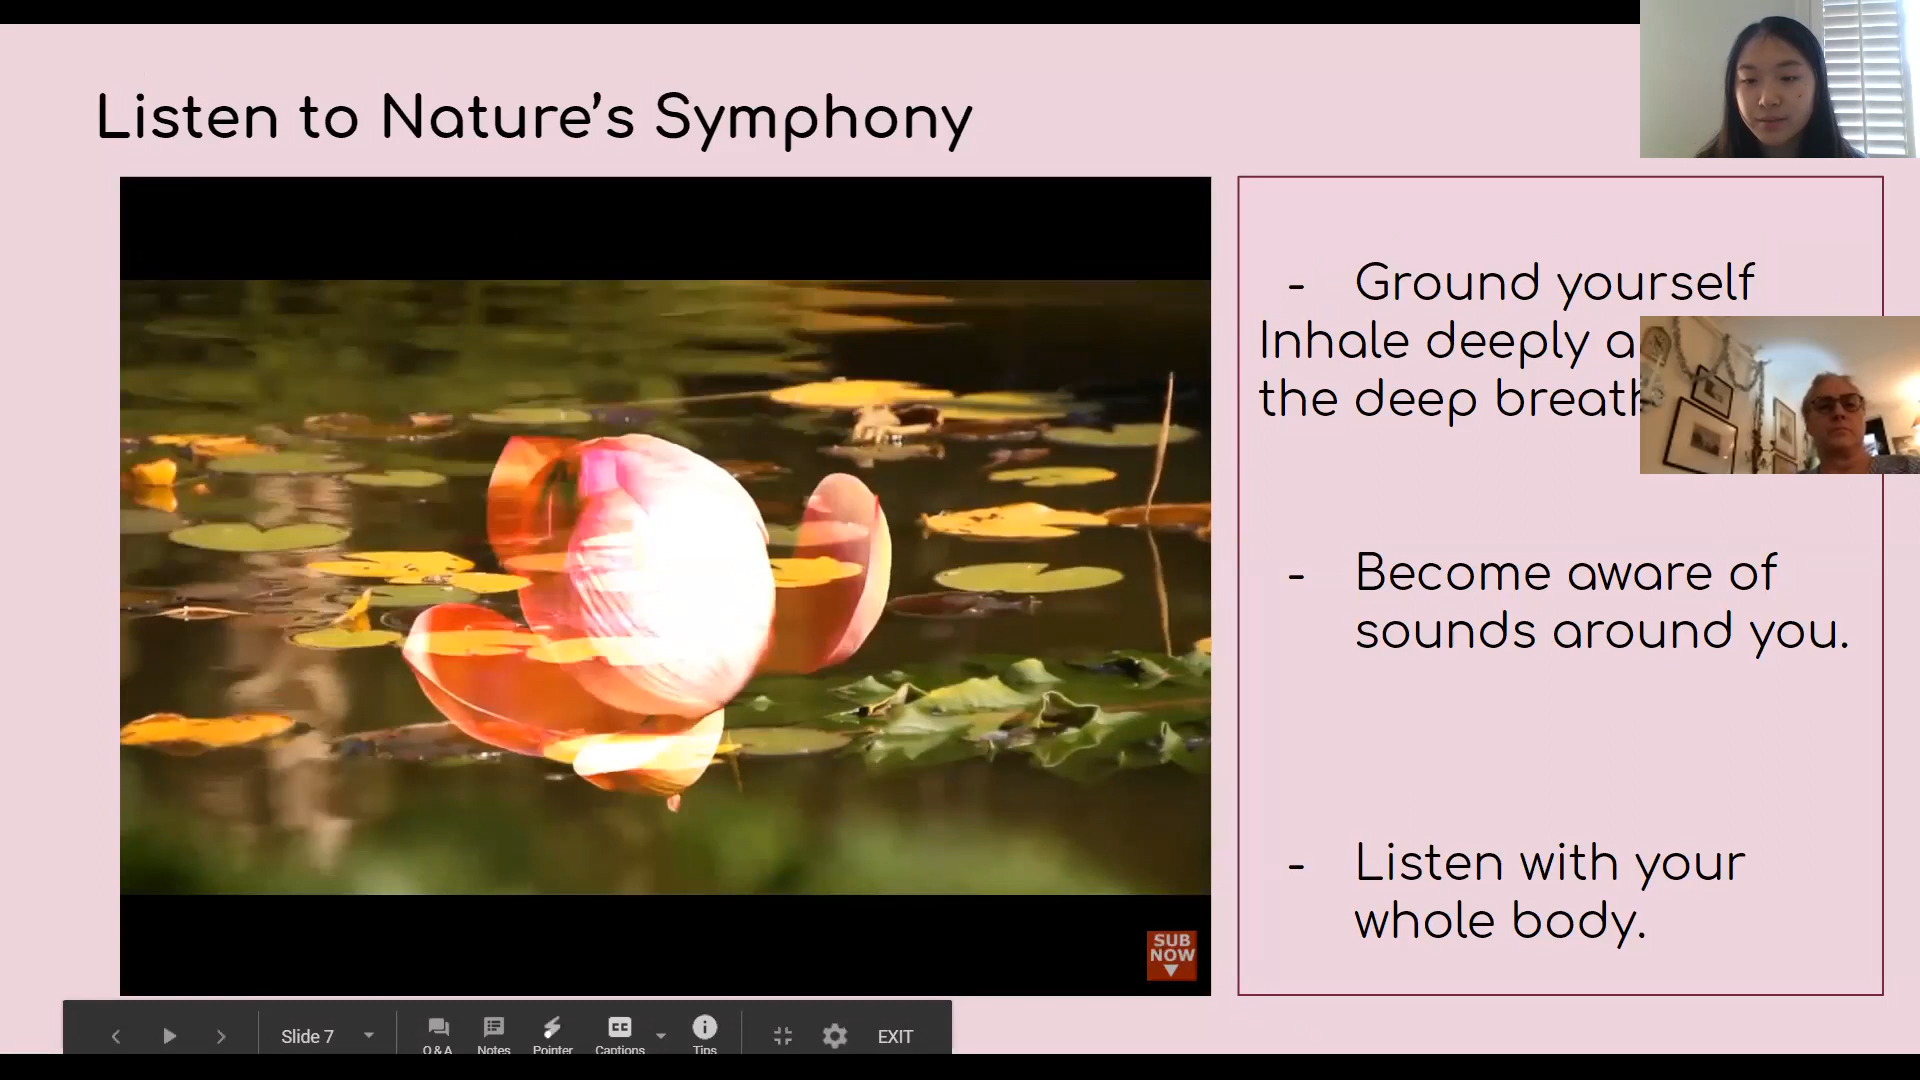 Listen to Nature's Symphony
- Ground yourself
Inhale deeply
the deep
- Become aware of
sounds around you.
- Listen with your
whole body.
SUB
NOW
Slide 7
Q & A
Notes
Pointer
CC
Captions
Tips
EXIT